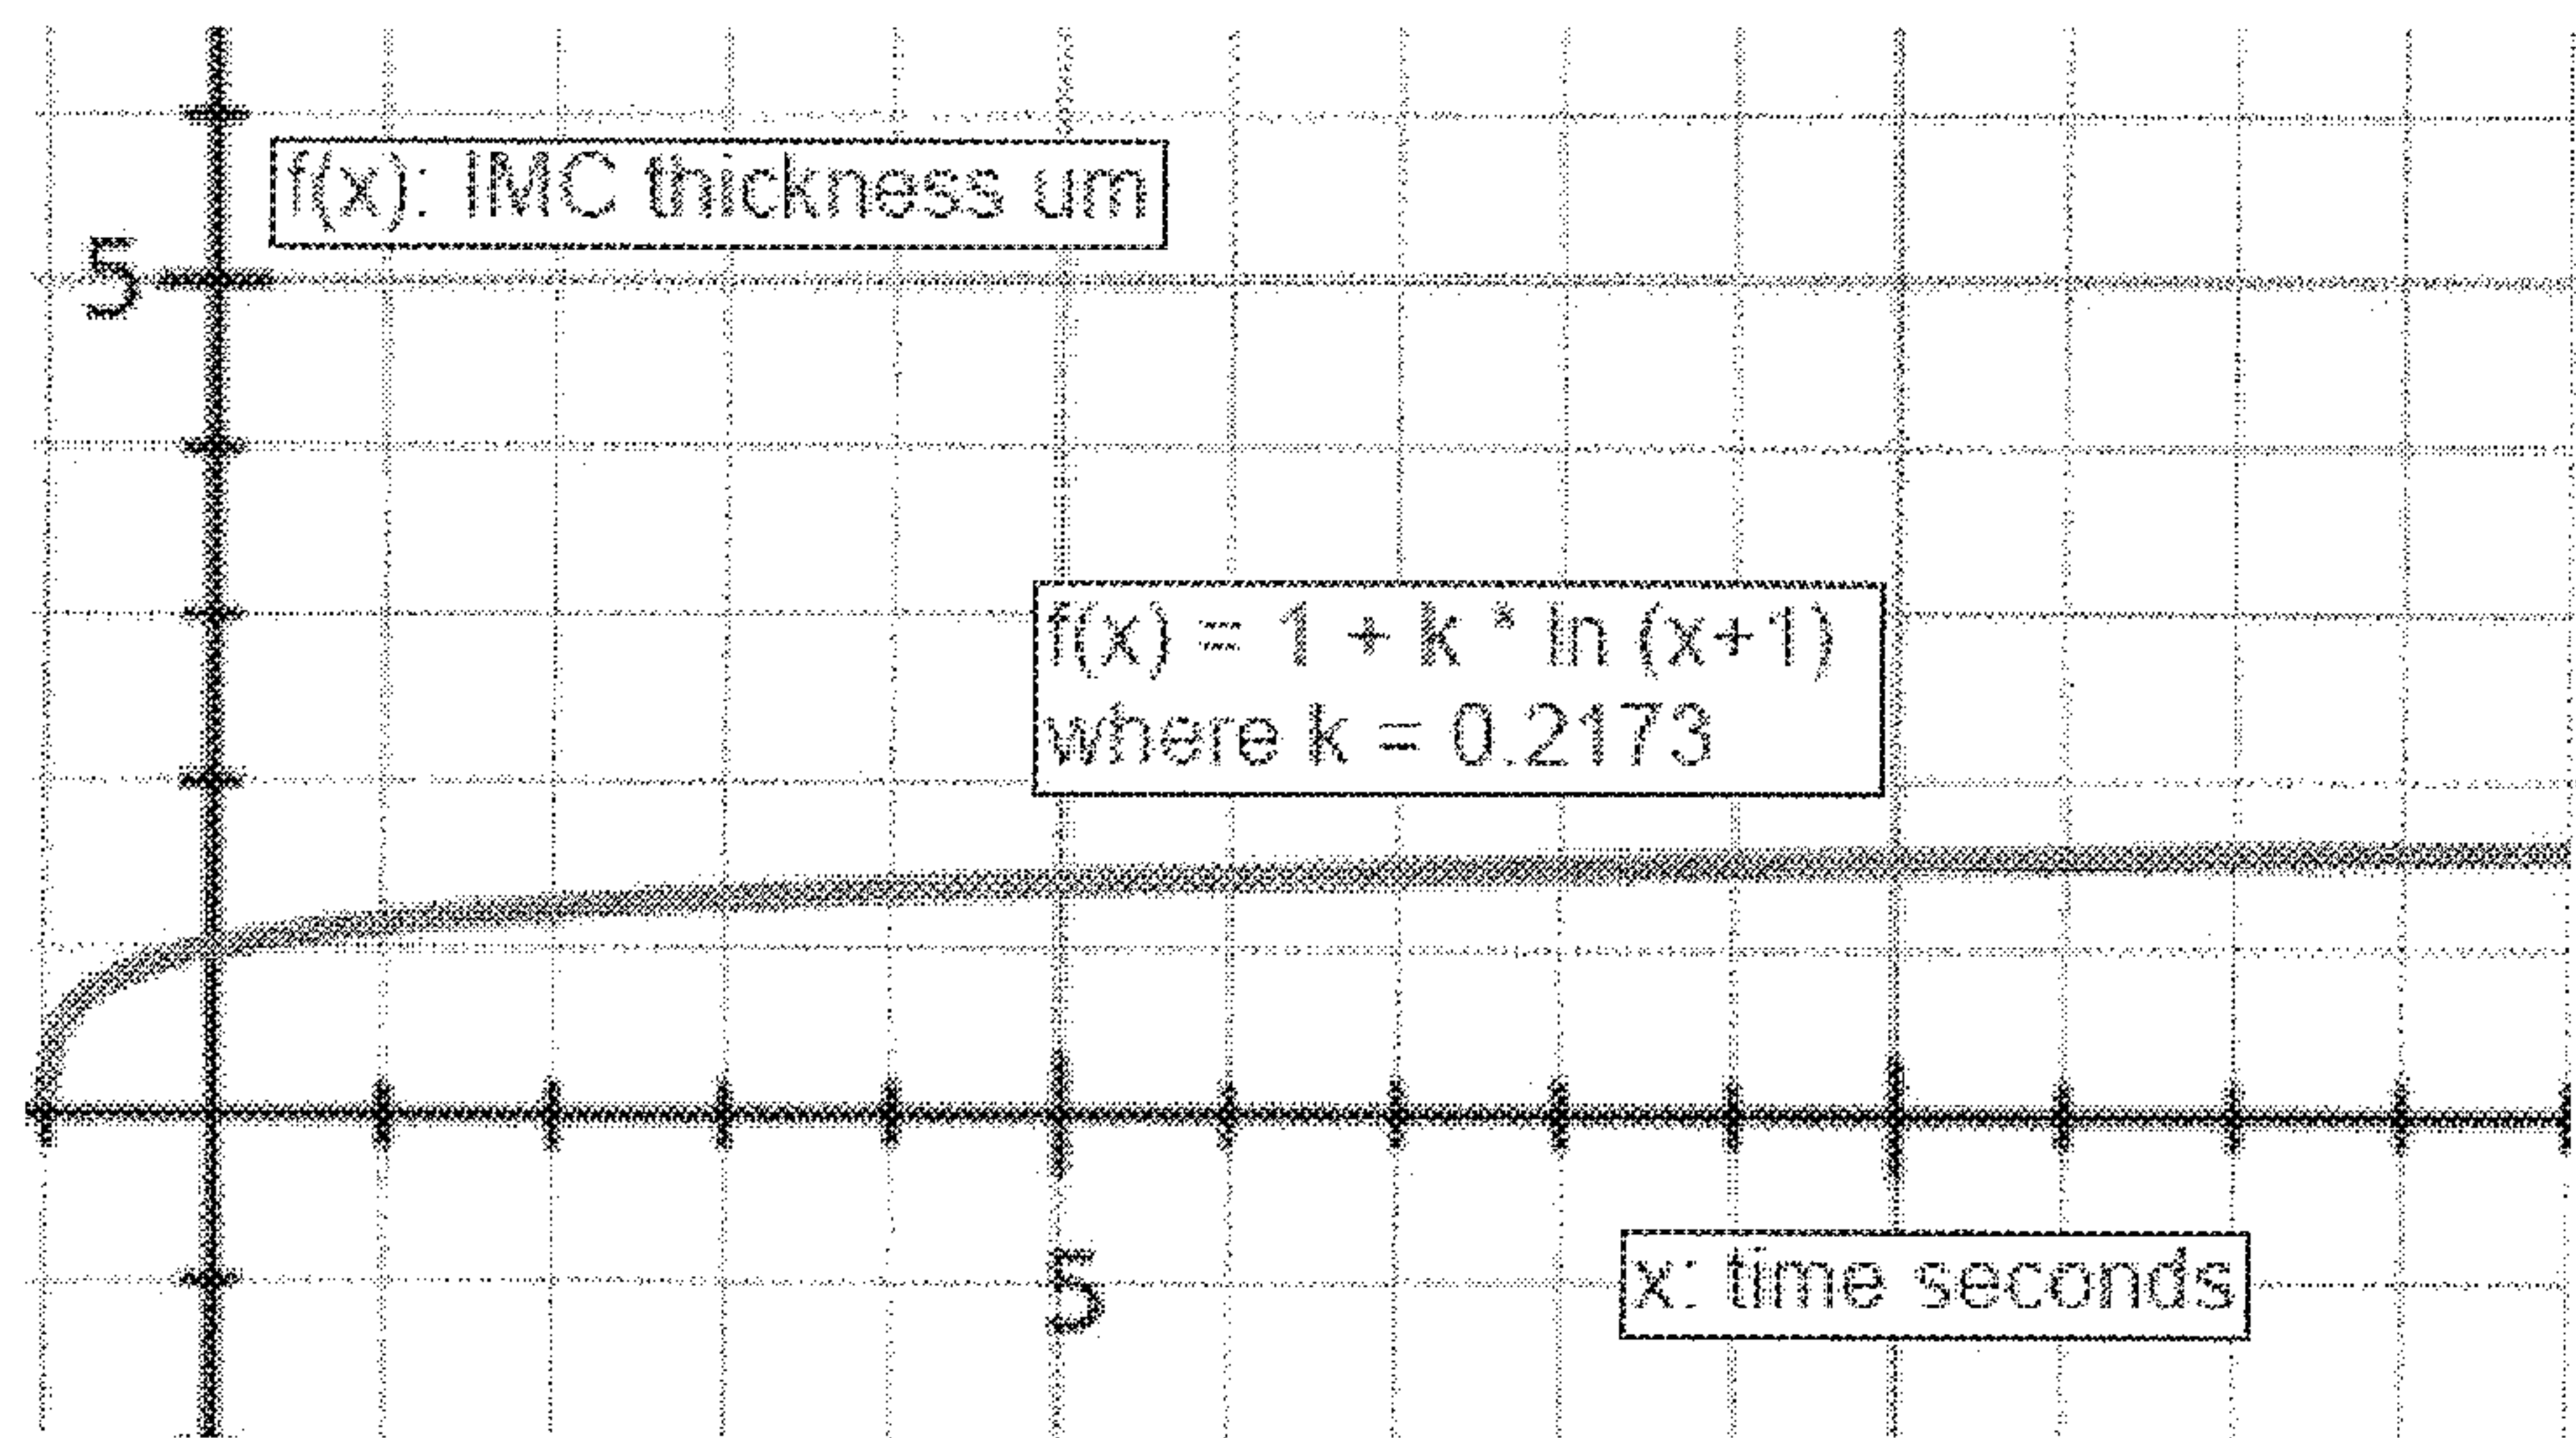 f(x): IMC thickness um
5
f(x) = 1 + k * ln (x+1)
where k = 0.2173
5
x: time seconds